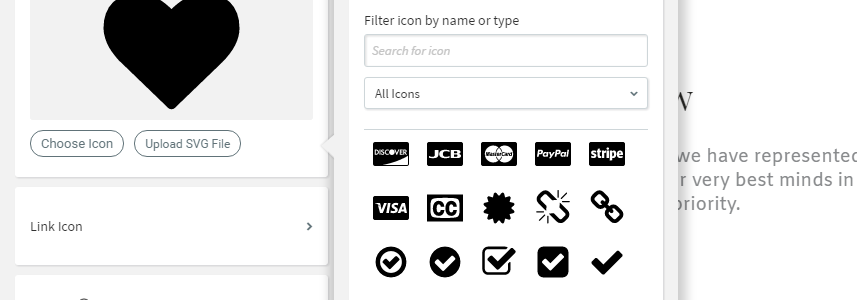 Filter icon by name or type
Search for icon
All Icons
Choose Icon
Upload SVG File
DISCOVER
JCB
MasterCard
PayPal
stripe
VISA
CC
Link Icon
w
we have represented
r very best minds in
priority.